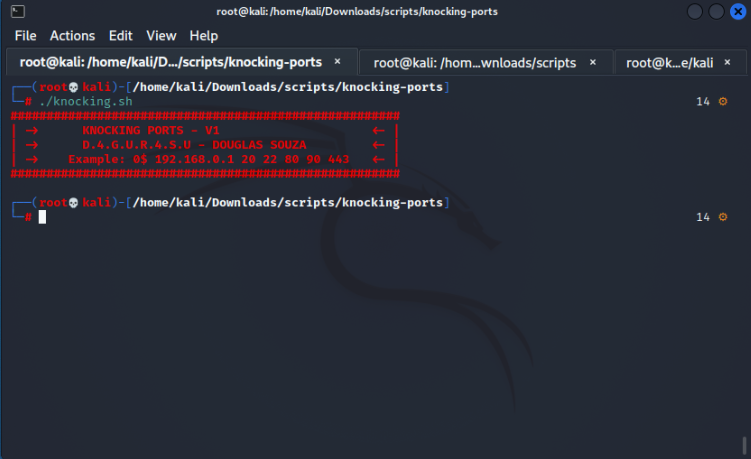 root@kali: /home/kali/Downloads/scripts/knocking-ports
File Actions Edit View Help
root@kali: /home/kali/D.../scripts/knocking-ports × root@kali: /hom...wnloads/scripts × root@k...e/kali ×
┌──(root💀kali)-[/home/kali/Downloads/scripts/knocking-ports]
└─# ./knocking.sh 14 ⚙
######################################################
| -> KNOCKING PORTS - V1 <- |
| -> D.4.G.U.R.4.S.U - DOUGLAS SOUZA <- |
| -> Example: 0$ 192.168.0.1 20 22 80 90 443 <- |
######################################################
┌──(root💀kali)-[/home/kali/Downloads/scripts/knocking-ports]
└─# 14 ⚙